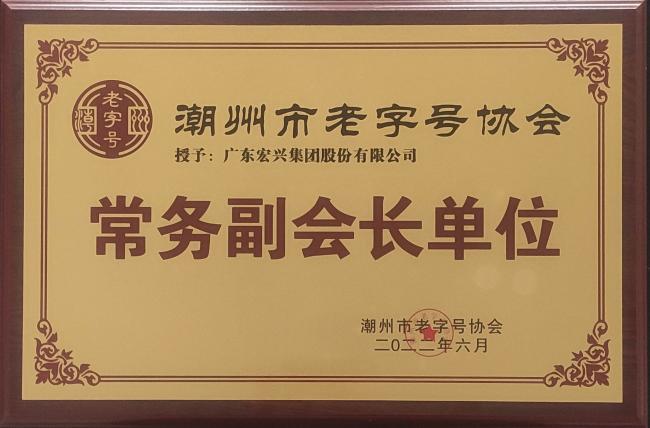 老字号
潮州
潮州市老字号协会
授予：广东宏兴集团股份有限公司
常务副会长单位
潮州市老字号协会
二〇二二年六月